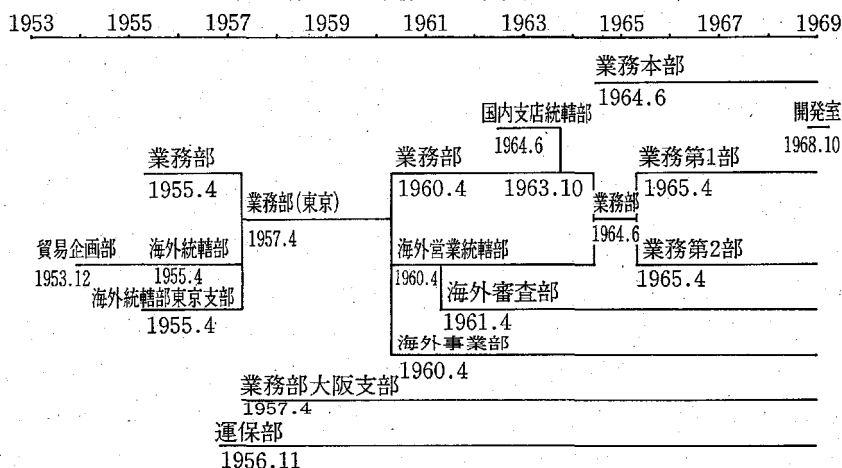 1953 1955 1957 1959 1961 1963 1965 1967 1969
業務本部
1964.6
国内支店統轄部
1964.6
開発室
1968.10
業務部
1955.4
業務部
1960.4
1963.10
業務第1部
1965.4
業務部(東京)
1957.4
業務部
1964.6
貿易企画部
1953.12
海外統轄部
1955.4
海外営業統轄部
1960.4
業務第2部
1965.4
海外統轄部東京支部
1955.4
海外審査部
1961.4
海外事業部
1960.4
業務部大阪支部
1957.4
運保部
1956.11